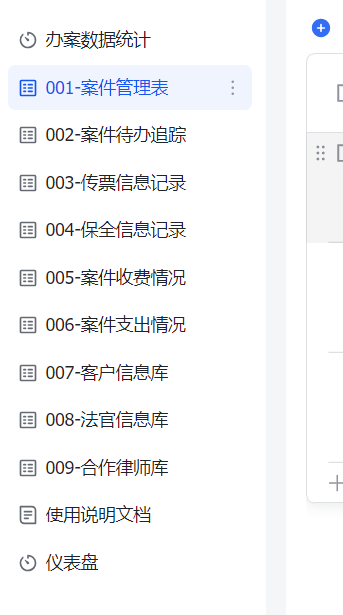 办案数据统计
001-案件管理表
002-案件待办追踪
003-传票信息记录
004-保全信息记录
005-案件收费情况
006-案件支出情况
007-客户信息库
008-法官信息库
009-合作律师库
使用说明文档
仪表盘